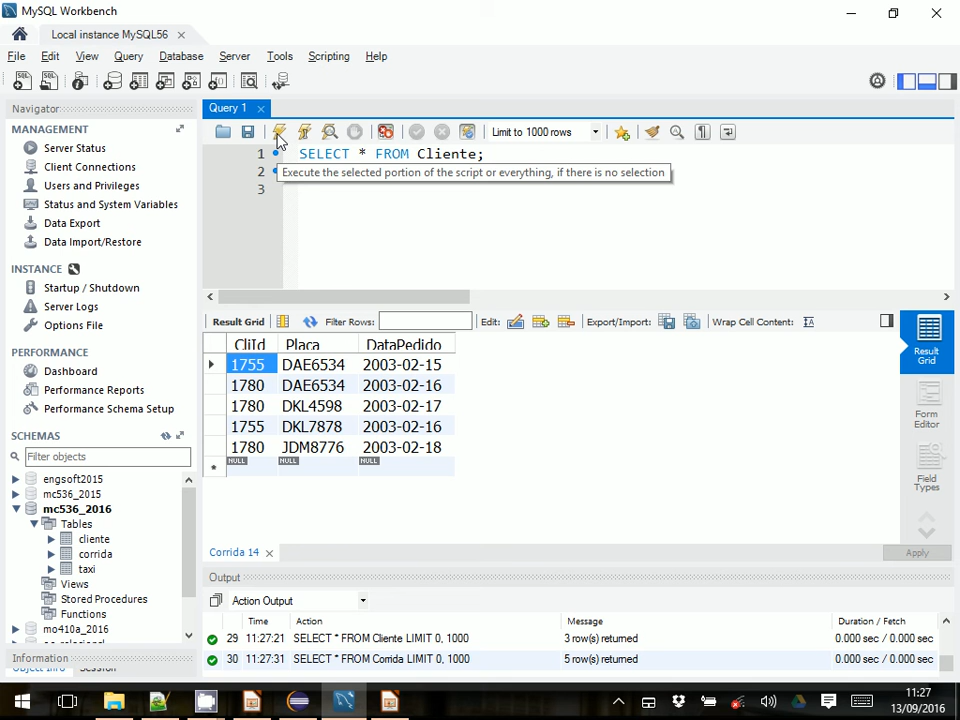 MySQL Workbench
Local instance MySQL56
File Edit View Query Database Server Tools Scripting Help
Navigator
MANAGEMENT
Server Status
Client Connections
Users and Privileges
Status and System Variables
Data Export
Data Import/Restore
INSTANCE
Startup / Shutdown
Server Logs
Options File
PERFORMANCE
Dashboard
Performance Reports
Performance Schema Setup
SCHEMAS
Filter objects
engsoft2015
mc536_2015
mc536_2016
Tables
cliente
corrida
taxi
Views
Stored Procedures
Functions
mo410a_2016
Information
Query 1
Limit to 1000 rows
1 SELECT * FROM Cliente;
2
Execute the selected portion of the script or everything, if there is no selection
3
Result Grid Filter Rows: Edit: Export/Import: Wrap Cell Content:
CliId Placa DataPedido
1755 DAE6534 2003-02-15
1780 DAE6534 2003-02-16
1780 DKL4598 2003-02-17
1755 DKL7878 2003-02-16
1780 JDM8776 2003-02-18
NULL NULL NULL
Result
Grid
Form
Editor
Field
Types
Corrida 14
Apply
Output
Action Output
Time Action Message Duration / Fetch
29 11:27:21 SELECT * FROM Cliente LIMIT 0, 1000 3 row(s) returned 0.000 sec / 0.000 sec
30 11:27:31 SELECT * FROM Corrida LIMIT 0, 1000 5 row(s) returned 0.000 sec / 0.000 sec
11:27
13/09/2016